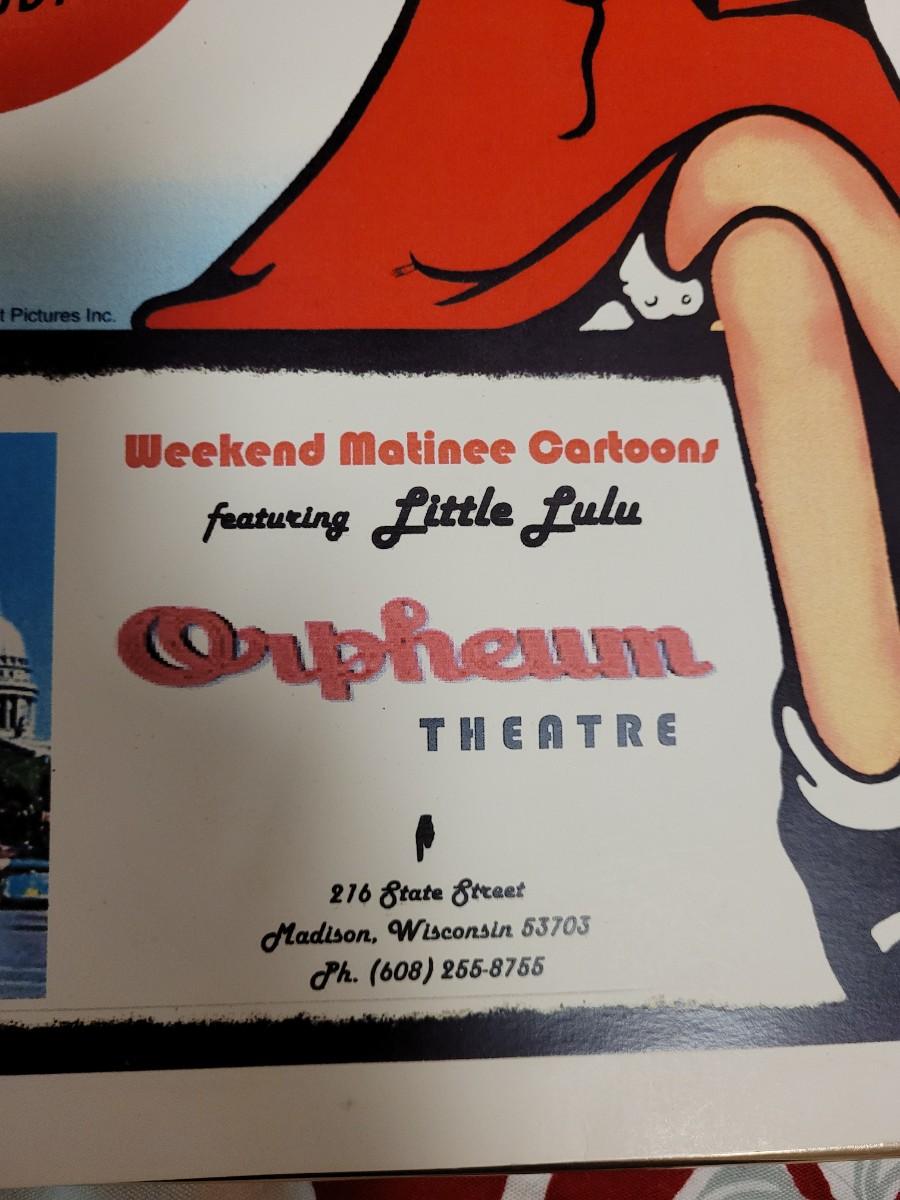 t Pictures Inc.
Weekend Matinee Cartoons
featuring Little Lulu
Orpheum
THEATRE
216 State Street
Madison, Wisconsin 53703
Ph. (608) 255-8755